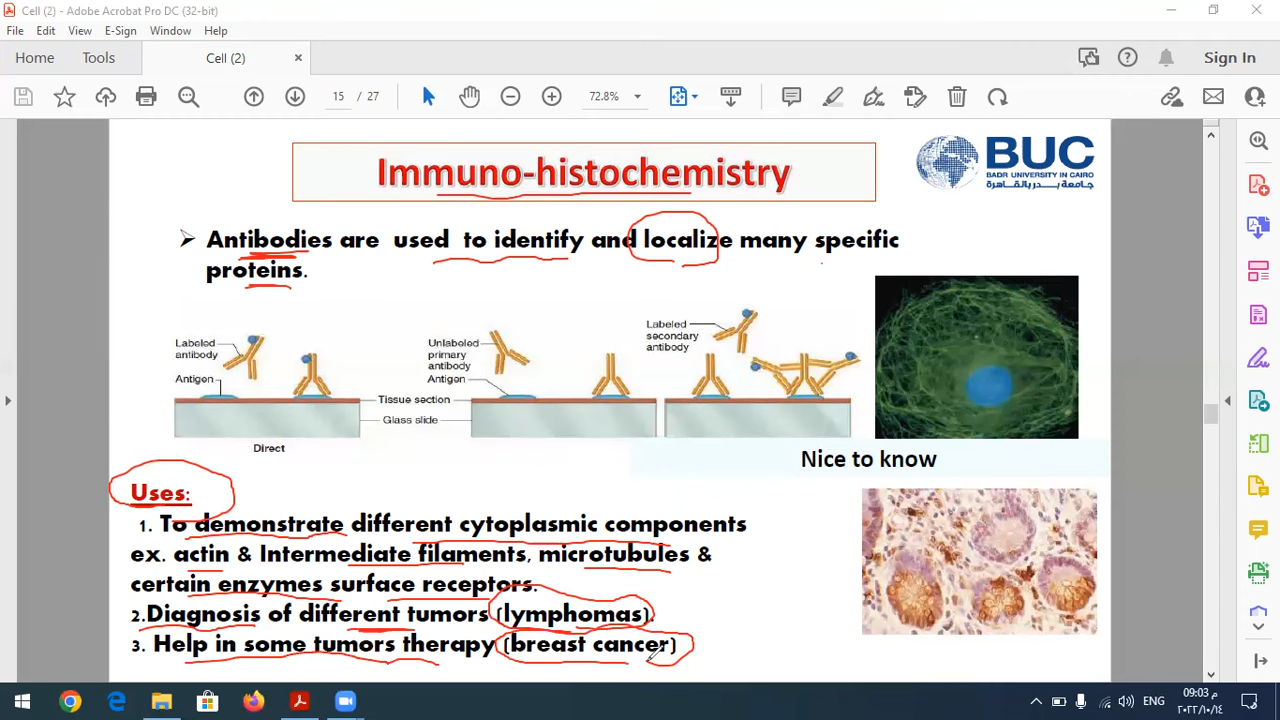 Cell (2) - Adobe Acrobat Pro DC (32-bit)
File Edit View E-Sign Window Help
Home Tools Cell (2) × Sign In
15 / 27 72.8%
Immuno-histochemistry
BUC
BADR UNIVERSITY IN CAIRO
جامعة بدر بالقاهرة
Antibodies are used to identify and localize many specific
proteins.
Labeled
antibody
Antigen
Direct
Tissue section
Glass slide
Unlabeled
primary
antibody
Antigen
Labeled
secondary
antibody
Nice to know
Uses:
1. To demonstrate different cytoplasmic components
ex. actin & Intermediate filaments, microtubules &
certain enzymes surface receptors.
2.Diagnosis of different tumors (lymphomas).
3. Help in some tumors therapy (breast cancer)
ENG
09:03 م
٢٠٢٢/١٠/١٤